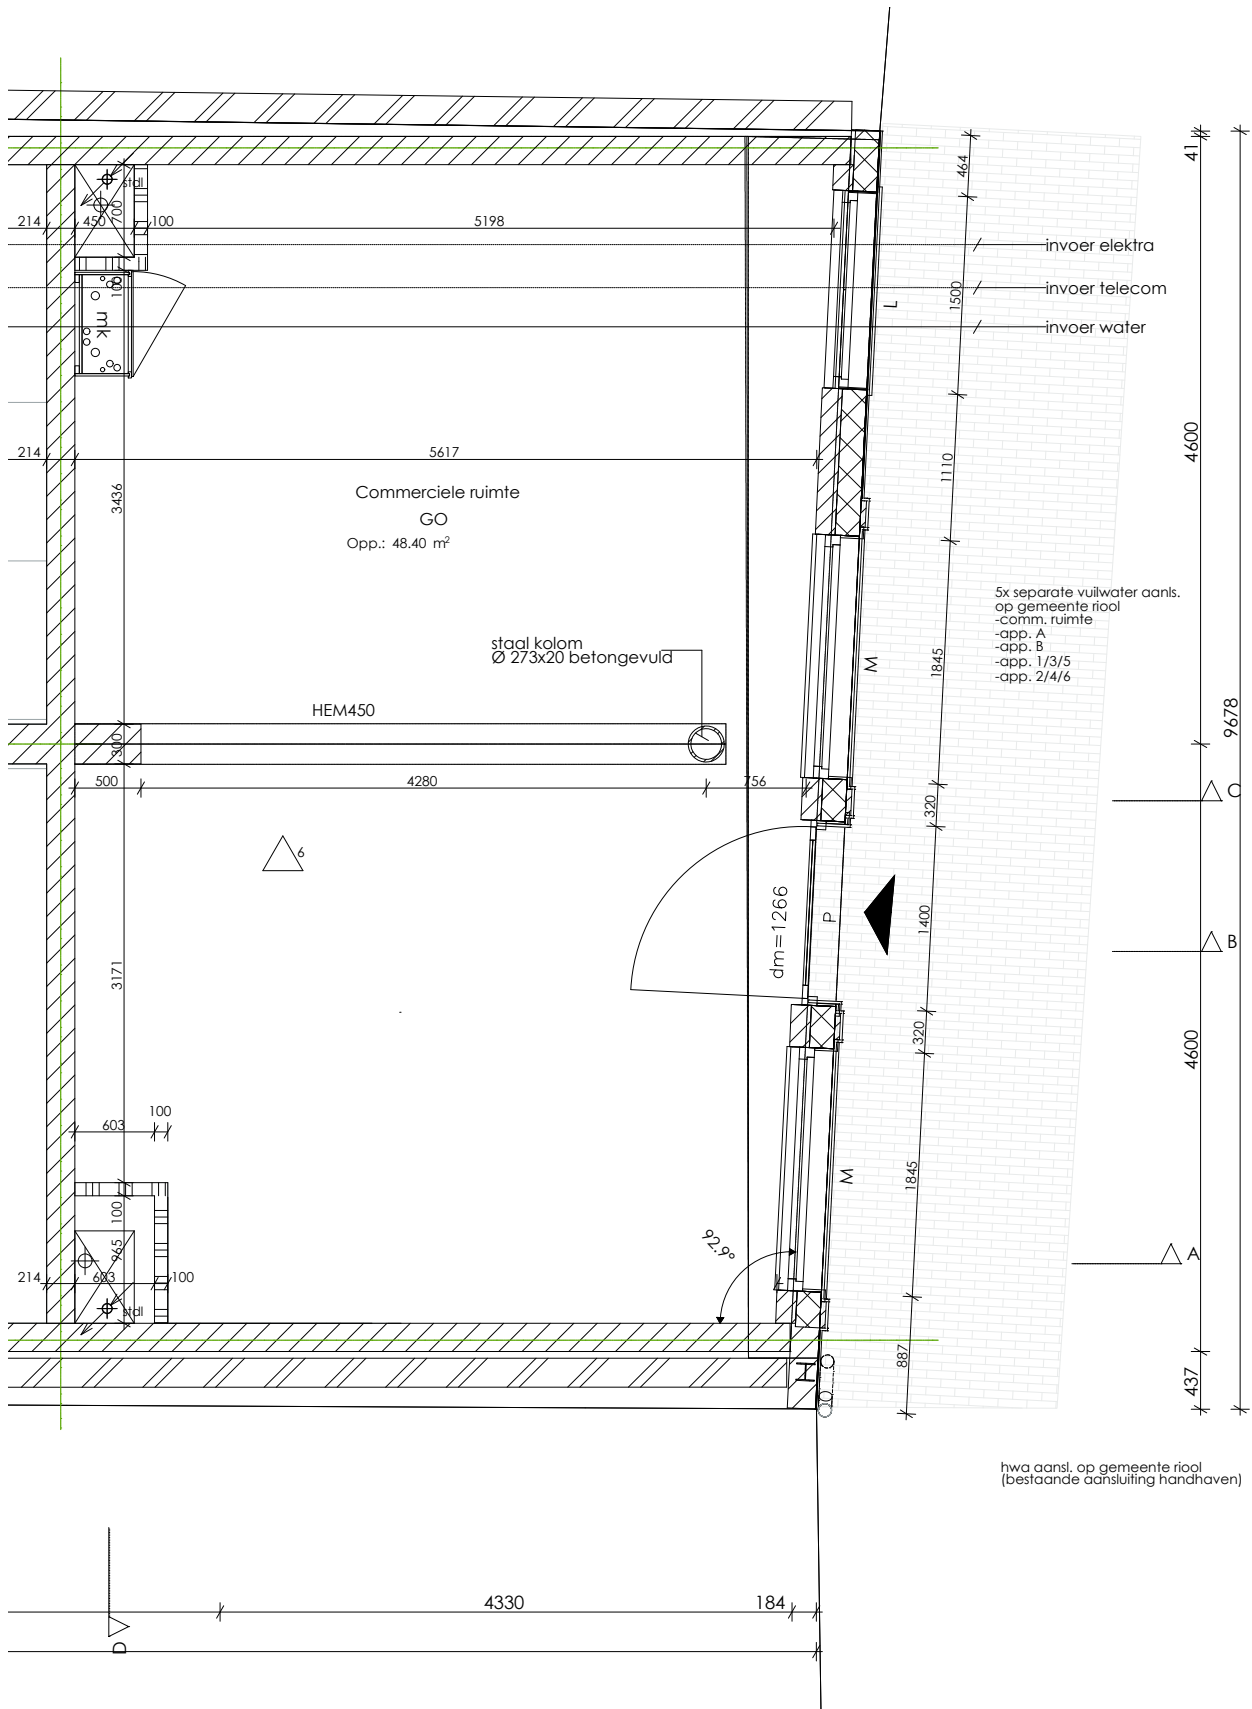 41
464
stdl
700
214
450
100
5198
invoer elektra
100
invoer telecom
1500
L
mk
invoer water
4600
214
5617
1110
3436
Commerciele ruimte
GO
Opp.: 48.40 m²
5x separate vuilwater aanls.
op gemeente riool
-comm. ruimte
-app. A
-app. B
-app. 1/3/5
-app. 2/4/6
staal kolom
Ø 273x20 betongevuld
M
1845
HEM450
9678
300
500
4280
756
C
320
6
dm=1266
P
1400
B
3171
320
4600
100
603
M
1845
100
965
92.9°
A
214
603
100
stdl
887
H
437
hwa aansl. op gemeente riool
(bestaande aansluiting handhaven)
4330
184
D